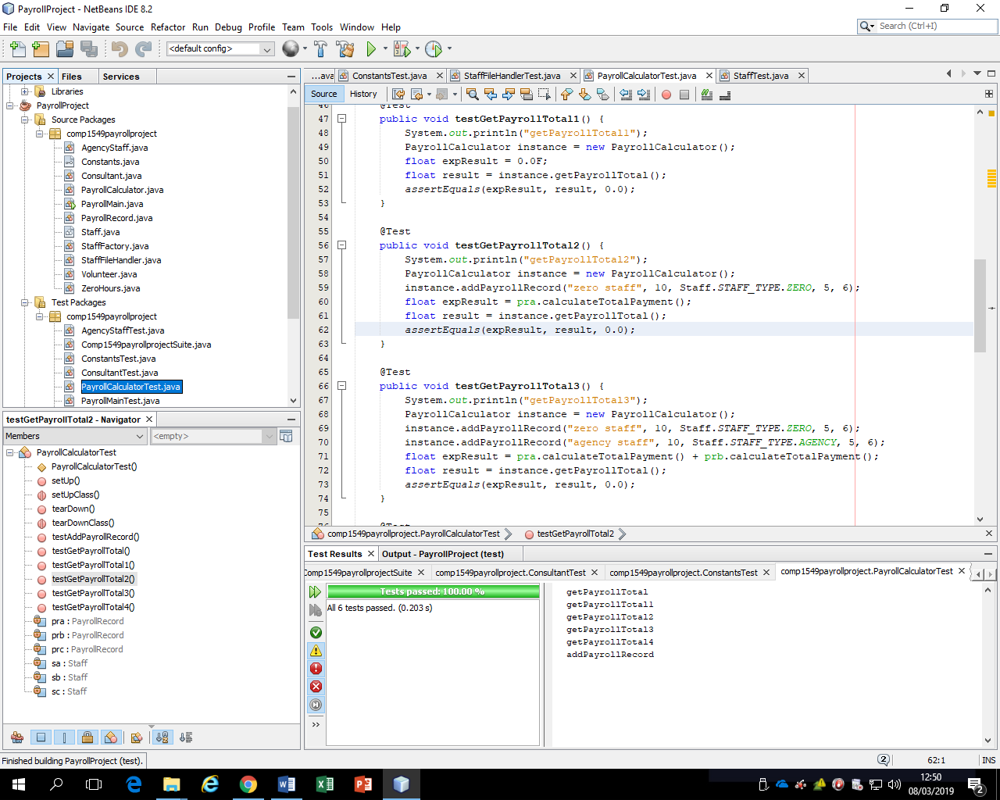 PayrollProject - NetBeans IDE 8.2
File Edit View Navigate Source Refactor Run Debug Profile Team Tools Window Help
Search (Ctrl+I)
<default config>
Projects Files Services
Libraries
PayrollProject
Source Packages
comp1549payrollproject
AgencyStaff.java
Constants.java
Consultant.java
PayrollCalculator.java
PayrollMain.java
PayrollRecord.java
Staff.java
StaffFactory.java
StaffFileHandler.java
Volunteer.java
ZeroHours.java
Test Packages
comp1549payrollproject
AgencyStaffTest.java
Comp1549payrollprojectSuite.java
ConstantsTest.java
ConsultantTest.java
PayrollCalculatorTest.java
PayrollMainTest.java
testGetPayrollTotal2 - Navigator
Members <empty>
PayrollCalculatorTest
PayrollCalculatorTest()
setUp()
setUpClass()
tearDown()
tearDownClass()
testAddPayrollRecord()
testGetPayrollTotal()
testGetPayrollTotal1()
testGetPayrollTotal2()
testGetPayrollTotal3()
testGetPayrollTotal4()
pra : PayrollRecord
prb : PayrollRecord
prc : PayrollRecord
sa : Staff
sb : Staff
sc : Staff
...ava ConstantsTest.java StaffFileHandlerTest.java PayrollCalculatorTest.java StaffTest.java
Source History
46 @Test
47 public void testGetPayrollTotal1() {
48 System.out.println("getPayrollTotal1");
49 PayrollCalculator instance = new PayrollCalculator();
50 float expResult = 0.0F;
51 float result = instance.getPayrollTotal();
52 assertEquals(expResult, result, 0.0);
53 }
54
55 @Test
56 public void testGetPayrollTotal2() {
57 System.out.println("getPayrollTotal2");
58 PayrollCalculator instance = new PayrollCalculator();
59 instance.addPayrollRecord("zero staff", 10, Staff.STAFF_TYPE.ZERO, 5, 6);
60 float expResult = pra.calculateTotalPayment();
61 float result = instance.getPayrollTotal();
62 assertEquals(expResult, result, 0.0);
63 }
64
65 @Test
66 public void testGetPayrollTotal3() {
67 System.out.println("getPayrollTotal3");
68 PayrollCalculator instance = new PayrollCalculator();
69 instance.addPayrollRecord("zero staff", 10, Staff.STAFF_TYPE.ZERO, 5, 6);
70 instance.addPayrollRecord("agency staff", 10, Staff.STAFF_TYPE.AGENCY, 5, 6);
71 float expResult = pra.calculateTotalPayment() + prb.calculateTotalPayment();
72 float result = instance.getPayrollTotal();
73 assertEquals(expResult, result, 0.0);
74 }
75
76 @Test
comp1549payrollproject.PayrollCalculatorTest testGetPayrollTotal2
Test Results Output - PayrollProject (test)
Comp1549payrollprojectSuite comp1549payrollproject.ConsultantTest comp1549payrollproject.ConstantsTest comp1549payrollproject.PayrollCalculatorTest
Tests passed: 100.00 %
All 6 tests passed. (0.203 s)
getPayrollTotal
getPayrollTotal1
getPayrollTotal2
getPayrollTotal3
getPayrollTotal4
addPayrollRecord
Finished building PayrollProject (test).
2 62:1 INS
12:50
08/03/2019
2